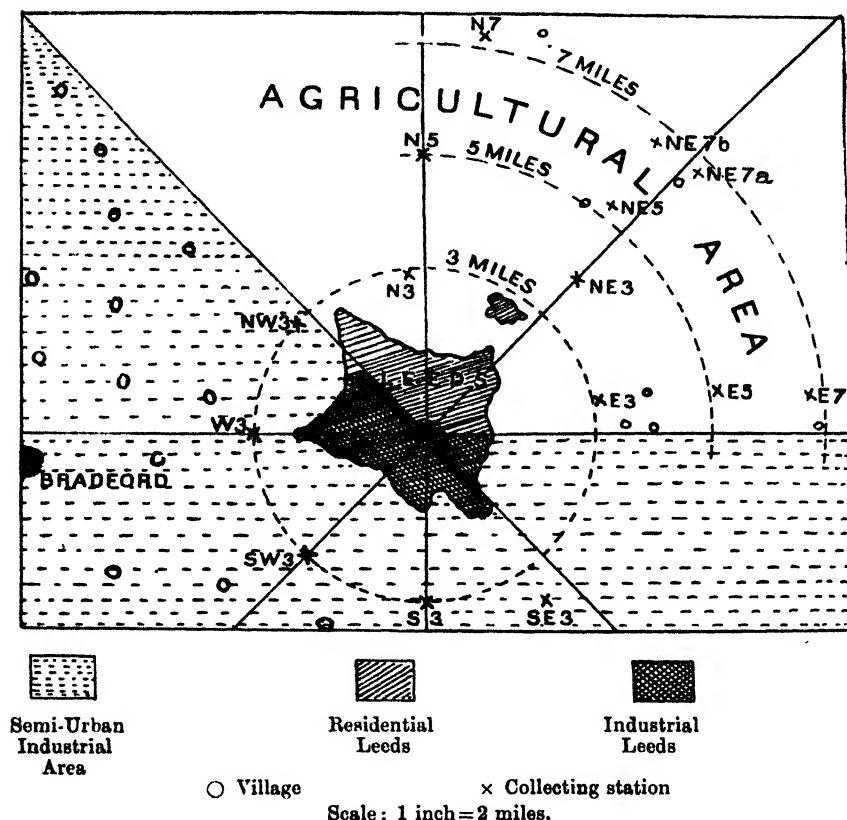 N7
7 MILES
AGRICULTURAL
N5
5 MILES
NE7b
NE7a
NE5
AREA
3 MILES
N3
NE3
NW3
LEEDS
E3
E5
E7
W3
BRADFORD
SW3
S3
SE3
Semi-Urban
Industrial
Area
Residential
Leeds
Industrial
Leeds
Village
Collecting station
Scale: 1 inch=2 miles.